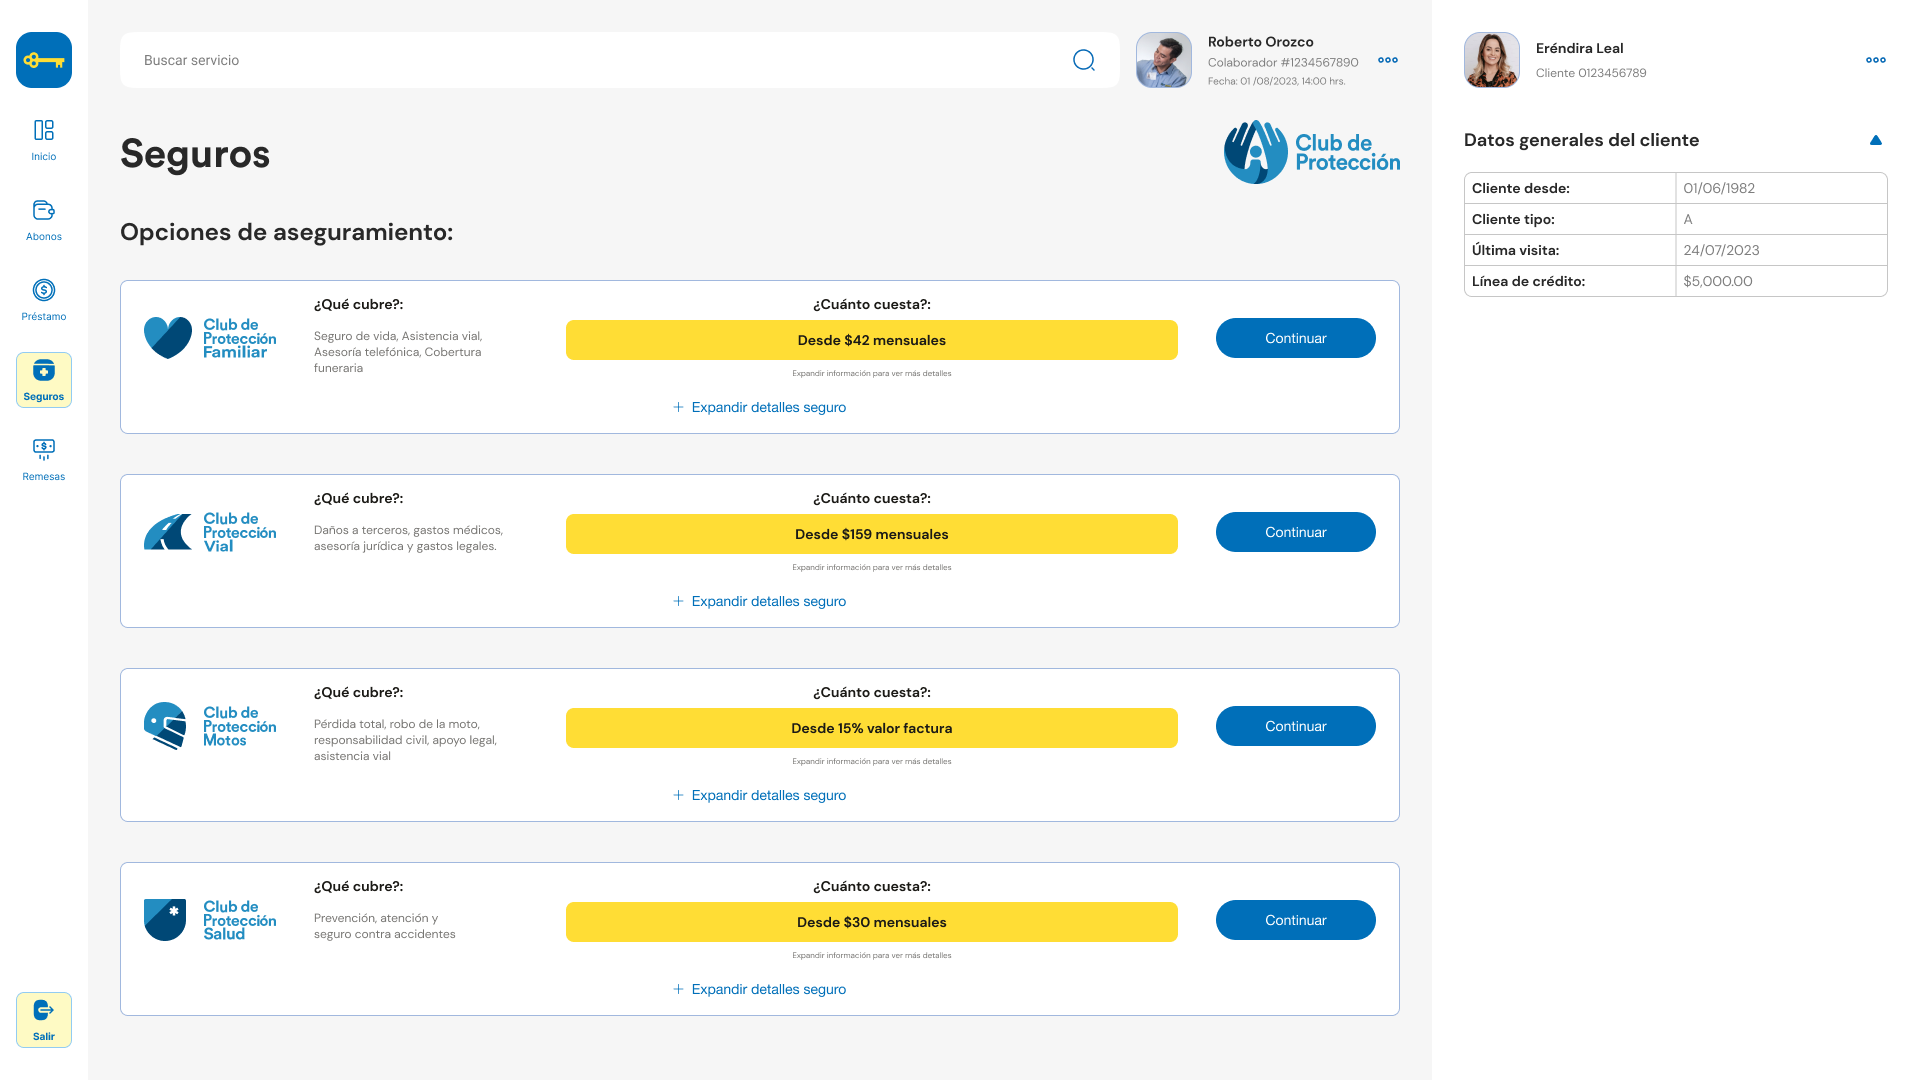 Inicio
Abonos
Préstamo
Seguros
Remesas
Salir
Buscar servicio
Roberto Orozco
Colaborador #1234567890
Fecha: 01 /08/2023, 14:00 hrs.
Seguros
Club de
Protección
Opciones de aseguramiento:
Club de
Protección
Familiar
¿Qué cubre?:
Seguro de vida, Asistencia vial,
Asesoría telefónica, Cobertura
funeraria
¿Cuánto cuesta?:
Desde $42 mensuales
Expandir información para ver más detalles
Continuar
+ Expandir detalles seguro
Club de
Protección
Vial
¿Qué cubre?:
Daños a terceros, gastos médicos,
asesoría jurídica y gastos legales.
¿Cuánto cuesta?:
Desde $159 mensuales
Expandir información para ver más detalles
Continuar
+ Expandir detalles seguro
Club de
Protección
Motos
¿Qué cubre?:
Pérdida total, robo de la moto,
responsabilidad civil, apoyo legal,
asistencia vial
¿Cuánto cuesta?:
Desde 15% valor factura
Expandir información para ver más detalles
Continuar
+ Expandir detalles seguro
Club de
Protección
Salud
¿Qué cubre?:
Prevención, atención y
seguro contra accidentes
¿Cuánto cuesta?:
Desde $30 mensuales
Expandir información para ver más detalles
Continuar
+ Expandir detalles seguro
Eréndira Leal
Cliente 0123456789
Datos generales del cliente
Cliente desde: 01/06/1982
Cliente tipo: A
Última visita: 24/07/2023
Línea de crédito: $5,000.00